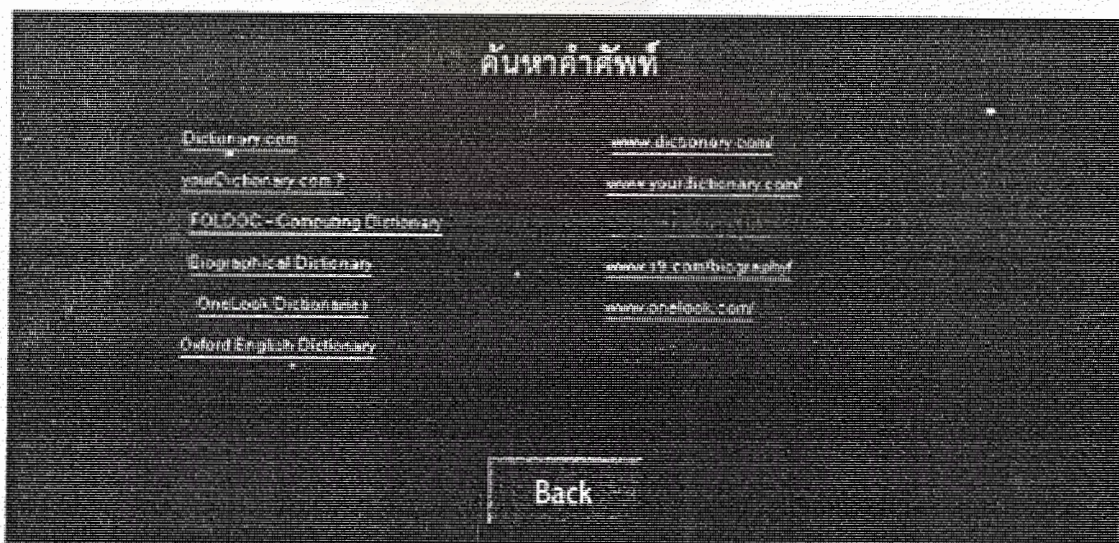 ค้นหาคำศัพท์
Dictionary.com www.dictionary.com/
yourDictionary.com ? www.yourdictionary.com/
FOLDOC - Computing Dictionary
Biographical Dictionary www.s9.com/biography/
OneLook Dictionaries www.onelook.com/
Oxford English Dictionary
Back